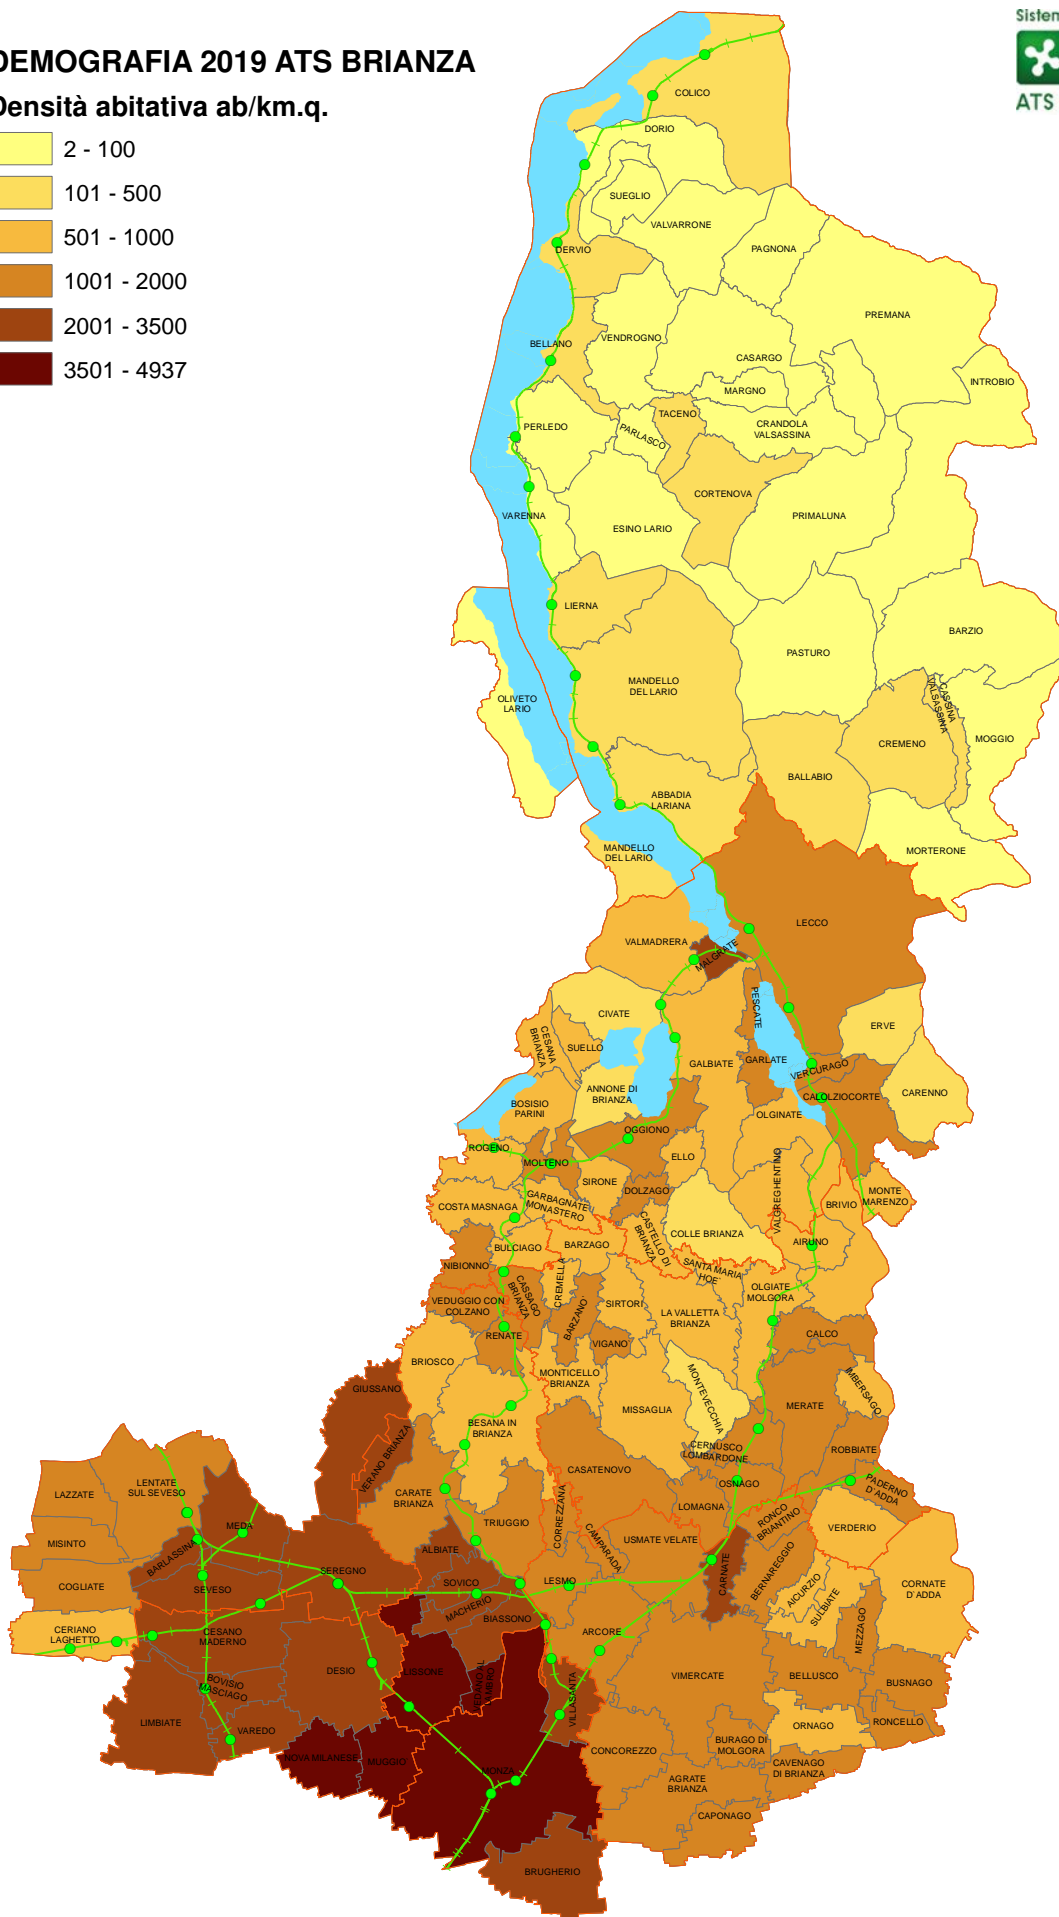 Sistem
DEMOGRAFIA 2019 ATS BRIANZA
ATS
Densità abitativa ab/km.q.
2 - 100
101 - 500
501 - 1000
1001 - 2000
2001 - 3500
3501 - 4937
COLICO
DORIO
SUEGLIO
VALVARRONE
PAGNONA
DERVIO
PREMANA
VENDROGNO
BELLANO
CASARGO
INTROBIO
MARGNO
TACENO
CRANDOLA
VALSASSINA
PERLEDO
PARLASCO
CORTENOVA
VARENNA
PRIMALUNA
ESINO LARIO
LIERNA
BARZIO
PASTURO
MANDELLO
DEL LARIO
OLIVETO
LARIO
CASSINA
VALSASSINA
CREMENO
MOGGIO
BALLABIO
ABBADIA
LARIANA
MANDELLO
DEL LARIO
MORTERONE
LECCO
VALMADRERA
MALGRATE
PESCATE
CIVATE
ERVE
CESANA
BRIANZA
SUELLO
GALBIATE
GARLATE
VERCURAGO
ANNONE DI
BRIANZA
CALOLZIOCORTE
CARENNO
BOSISIO
PARINI
OLGINATE
OGGIONO
ROGENO
MOLTENO
ELLO
SIRONE
DOLZAGO
VALGREGHENTINO
MONTE
MARENZO
BRIVIO
COSTA MASNAGA
GARBAGNATE
MONASTERO
CASTELLO DI
BRIANZA
COLLE BRIANZA
AIRUNO
BULCIAGO
BARZAGO
NIBIONNO
SANTA MARIA
HOE'
CREMELLA
CASSAGO
BRIANZA
OLGIATE
MOLGORA
VEDUGGIO CON
COLZANO
BARZANO'
SIRTORI
LA VALLETTA
BRIANZA
RENATE
VIGANO
CALCO
BRIOSCO
MONTICELLO
BRIANZA
MONTEVECCHIA
IMBERSAGO
GIUSSANO
MISSAGLIA
MERATE
BESANA IN
BRIANZA
VERANO BRIANZA
CERNUSCO
LOMBARDONE
ROBBIATE
CASATENOVO
OSNAGO
PADERNO
D'ADDA
LENTATE
SUL SEVESO
LAZZATE
CARATE
BRIANZA
LOMAGNA
CORREZZANA
RONCO
BRIANTINO
TRIUGGIO
MEDA
VERDERIO
MISINTO
CAMPARADA
USMATE VELATE
ALBIATE
BARLASSINA
BERNAREGGIO
CARNATE
SEREGNO
COGLIATE
SEVESO
SOVICO
LESMO
AICURZIO
CORNATE
D'ADDA
SULBIATE
MACHERIO
BIASSONO
CERIANO
LAGHETTO
CESANO
MADERNO
ARCORE
MEZZAGO
DESIO
LISSONE
VEDANO AL
LAMBRO
VIMERCATE
BELLUSCO
BUSNAGO
BOVISIO
MASCIAGO
VILLASANTA
LIMBIATE
VAREDO
RONCELLO
ORNAGO
BURAGO DI
MOLGORA
CONCOREZZO
NOVA MILANESE
MUGGIO'
MONZA
CAVENAGO
DI BRIANZA
AGRATE
BRIANZA
CAPONAGO
BRUGHERIO